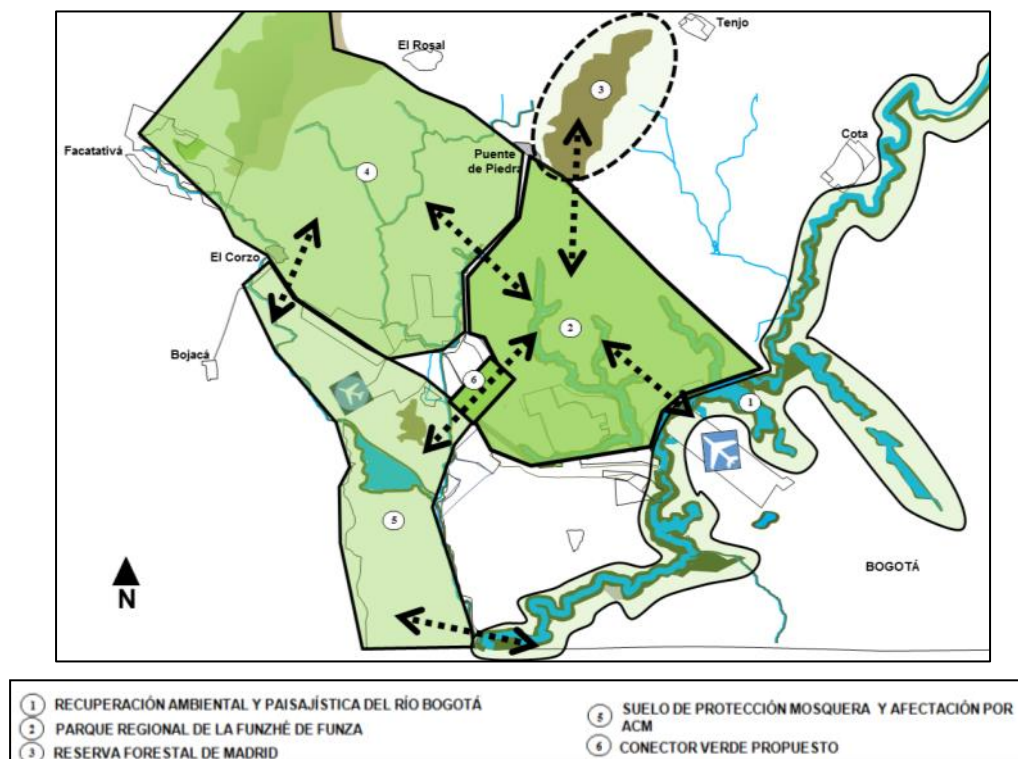 Tenjo
El Rosal
3
Cota
Facatativá
Puente
de Piedra
4
El Corzo
2
Bojacá
6
1
5
BOGOTÁ
N
1 RECUPERACIÓN AMBIENTAL Y PAISAJÍSTICA DEL RÍO BOGOTÁ
2 PARQUE REGIONAL DE LA FUNZHÉ DE FUNZA
3 RESERVA FORESTAL DE MADRID
5 SUELO DE PROTECCIÓN MOSQUERA Y AFECTACIÓN POR
ACM
6 CONECTOR VERDE PROPUESTO